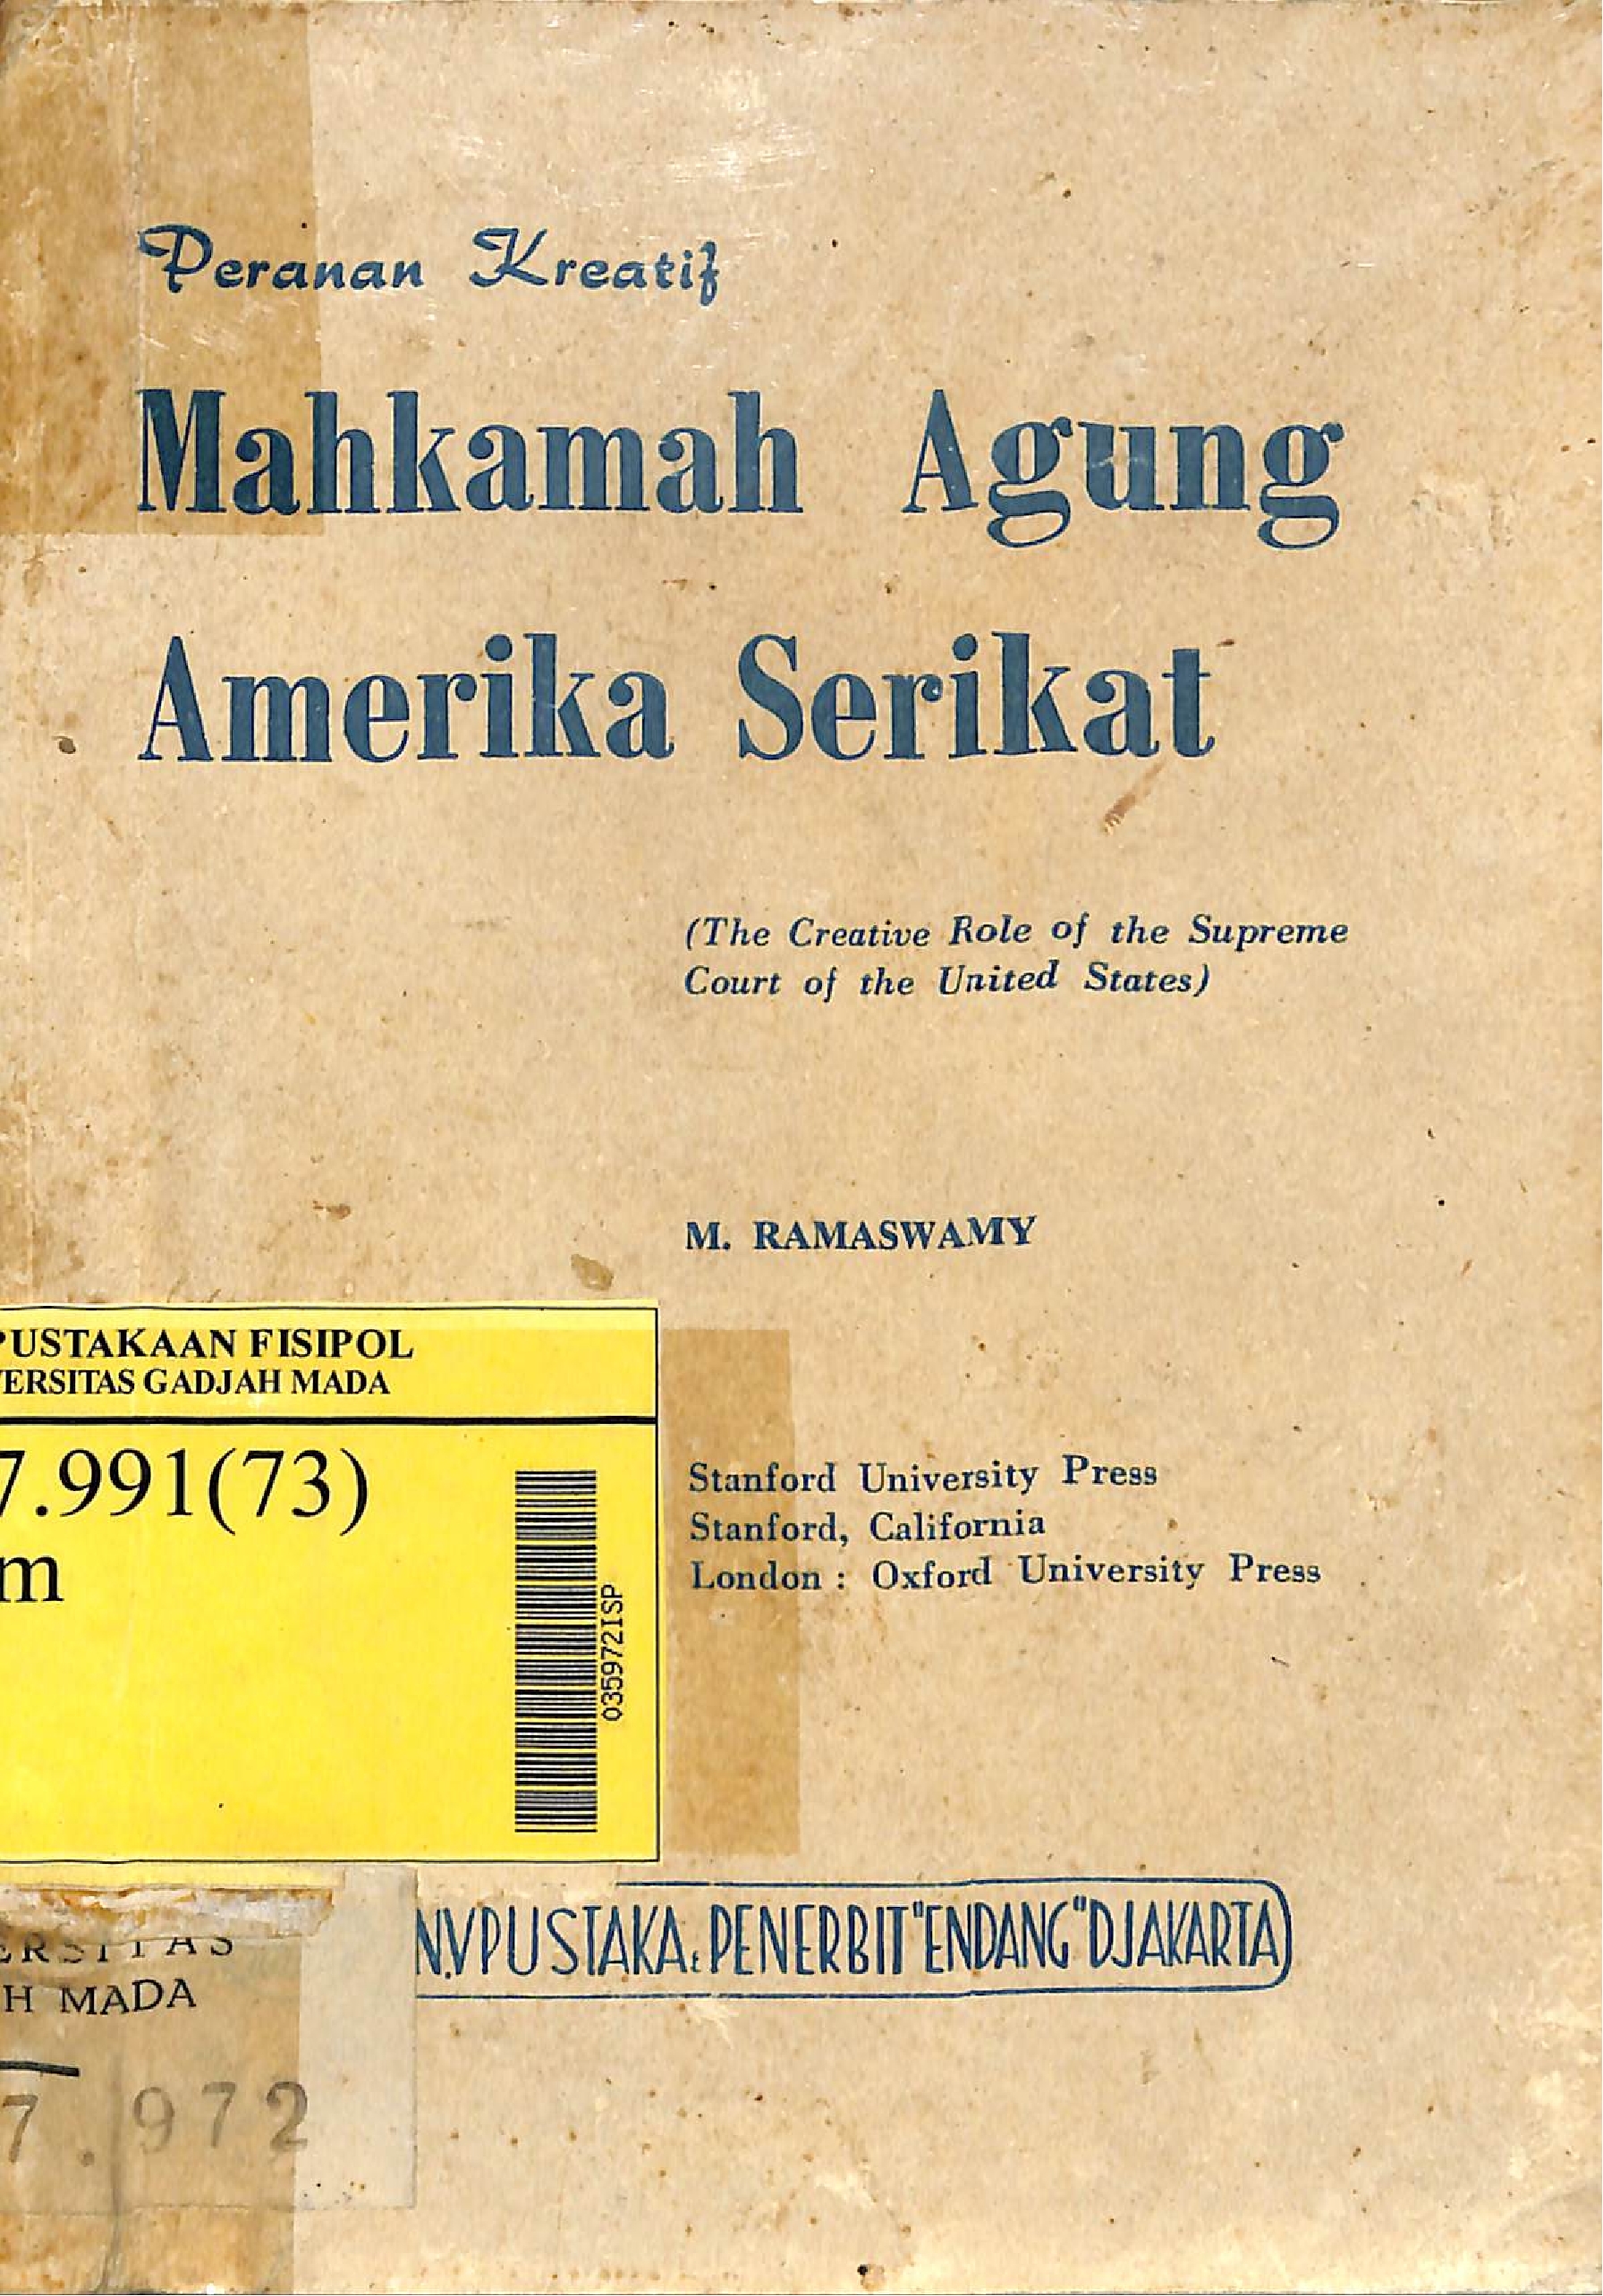 Peranan Kreatif
Mahkamah Agung
Amerika Serikat
(The Creative Role of the Supreme
Court of the United States)
M. RAMASWAMY
PUSTAKAAN FISIPOL
ERSITAS GADJAH MADA
7.991(73)
m
035972ISP
Stanford University Press
Stanford, California
London : Oxford University Press
N.V PUSTAKA & PENERBIT "ENDANG" DJAKARTA
ERSITAS
H MADA
7.972